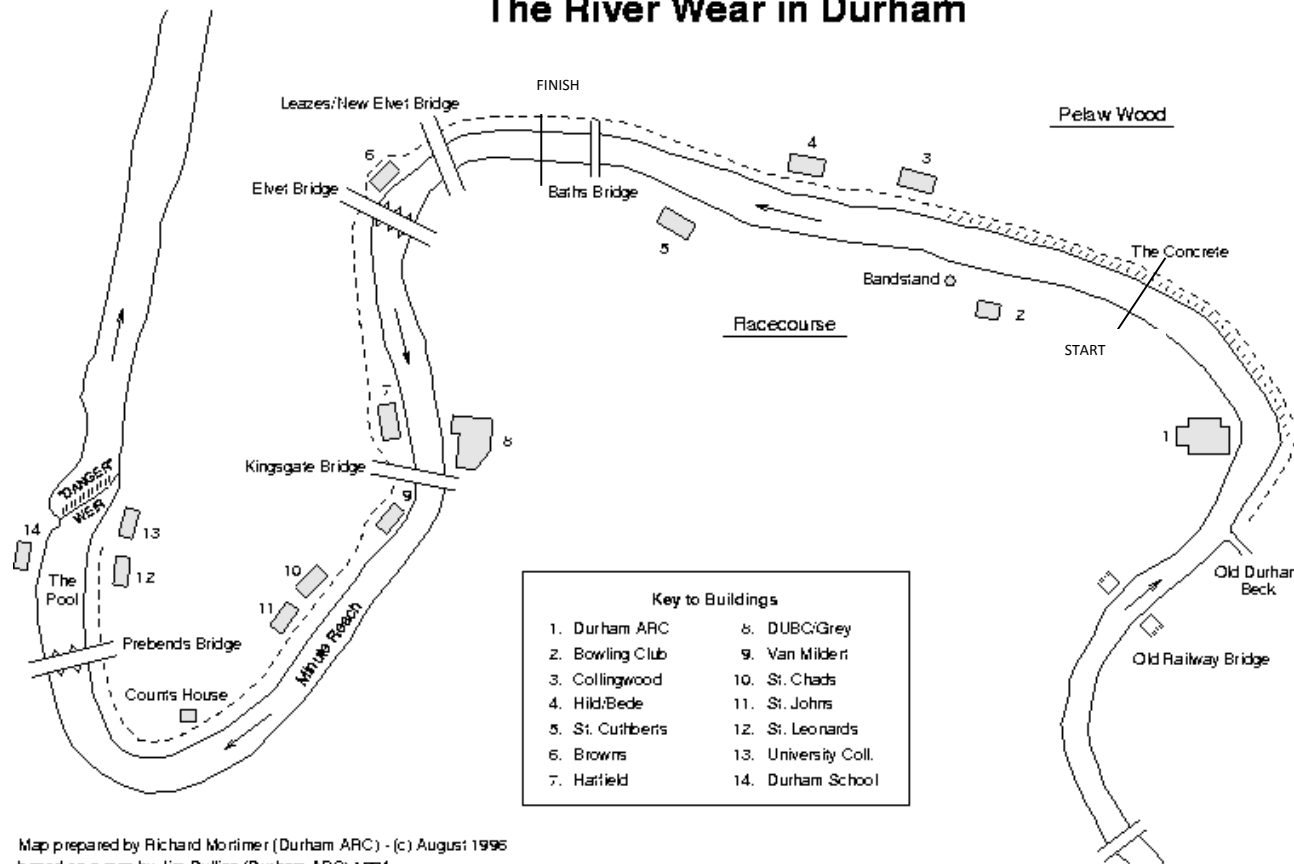 The River Wear in Durham
FINISH
Leazes/New Elvet Bridge
Pelaw Wood
4
3
6
Elvet Bridge
Baths Bridge
5
The Concrete
Bandstand
2
Racecourse
START
7
8
1
Kingsgate Bridge
"DANGER"
WEIR
9
14
13
12
The
Pool
10
11
Minute Reach
Old Durham
Beck
Prebends Bridge
Old Railway Bridge
Counts House
Key to Buildings
1. Durham ARC
2. Bowling Club
3. Collingwood
4. Hild/Bede
5. St. Cuthberts
6. Browns
7. Hatfield
8. DUBC/Grey
9. Van Mildert
10. St. Chads
11. St. Johns
12. St. Leonards
13. University Coll.
14. Durham School
Map prepared by Richard Mortimer (Durham ARC) - (c) August 1996